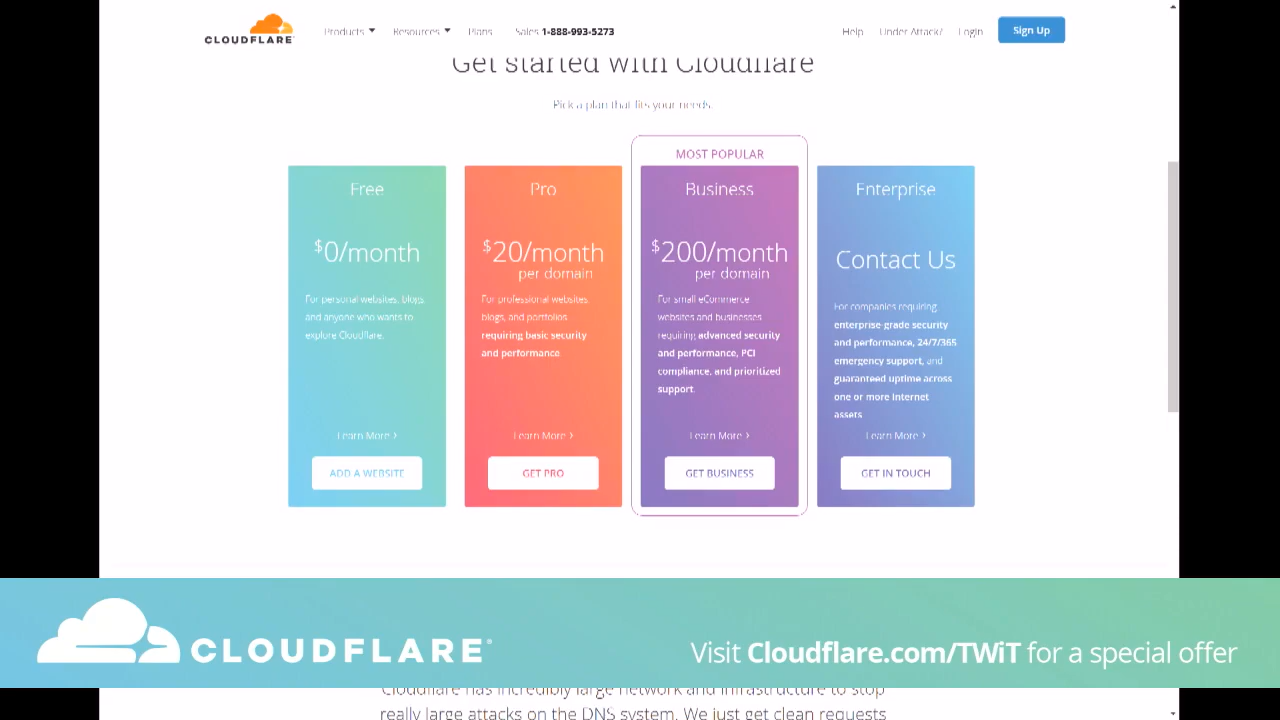 CLOUDFLARE Products Resources Plans Sales 1-888-993-5273 Help Under Attack? Login Sign Up
Get started with Cloudflare
Pick a plan that fits your needs.
MOST POPULAR
Free
$0/month
For personal websites, blogs,
and anyone who wants to
explore Cloudflare.
Learn More ›
ADD A WEBSITE
Pro
$20/month
per domain
For professional websites,
blogs, and portfolios
requiring basic security
and performance.
Learn More ›
GET PRO
Business
$200/month
per domain
For small eCommerce
websites and businesses
requiring advanced security
and performance, PCI
compliance, and prioritized
support.
Learn More ›
GET BUSINESS
Enterprise
Contact Us
For companies requiring
enterprise-grade security
and performance, 24/7/365
emergency support, and
guaranteed uptime across
one or more Internet
assets
Learn More ›
GET IN TOUCH
CLOUDFLARE®
Visit Cloudflare.com/TWiT for a special offer
Cloudflare has incredibly large network and infrastructure to stop
really large attacks on the DNS system. We just get clean requests